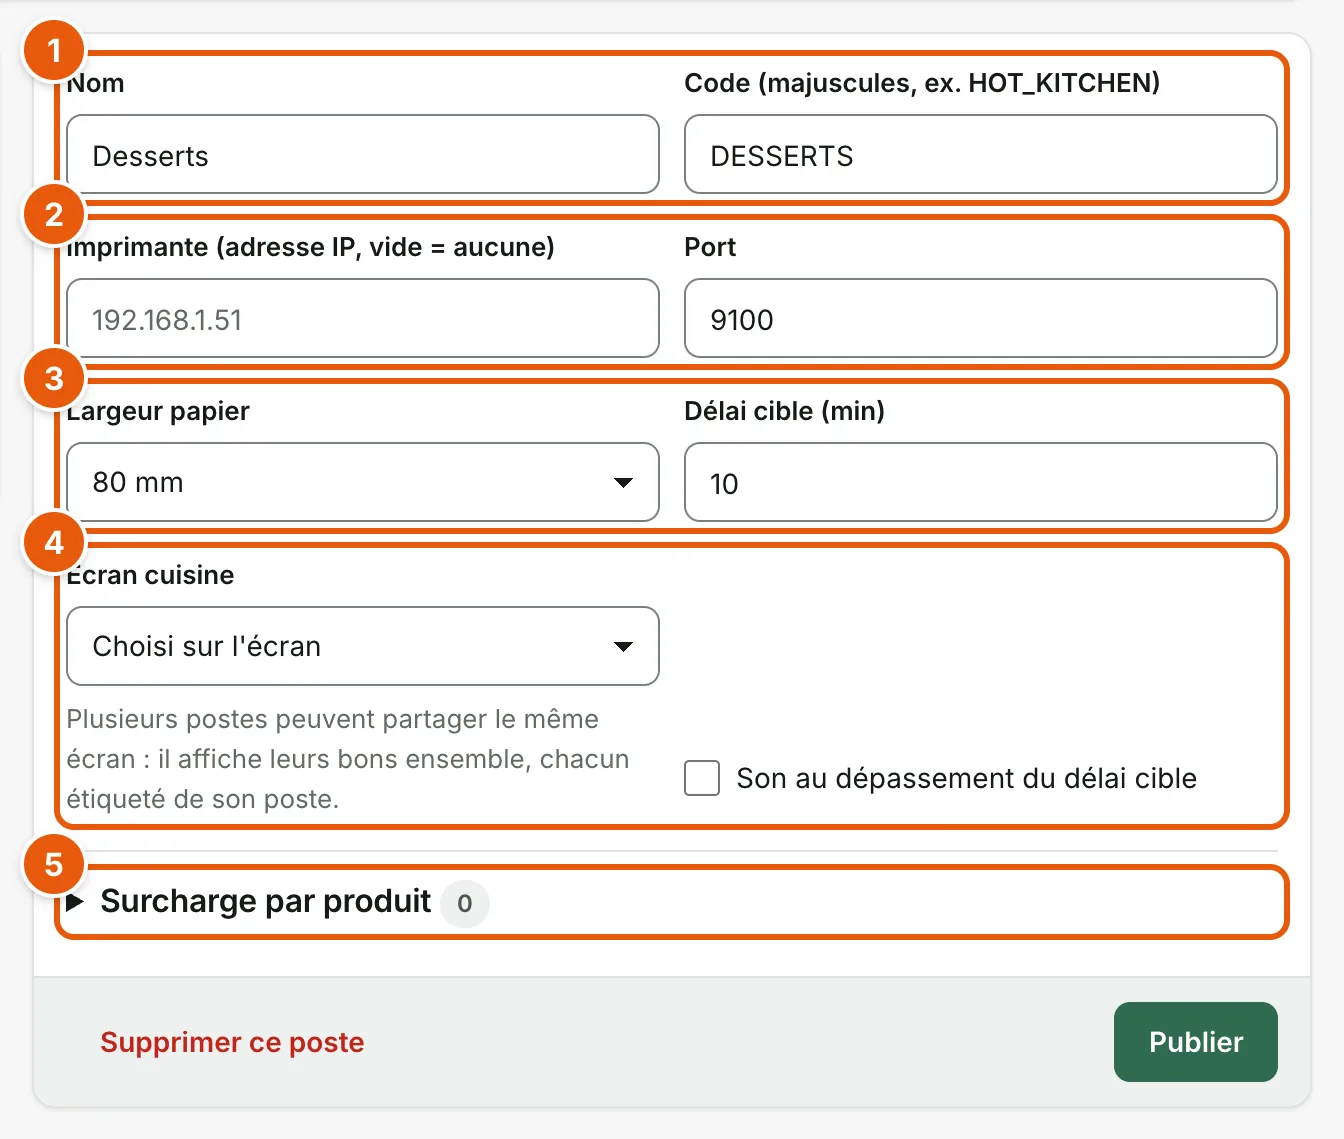 1
Nom
Code (majuscules, ex. HOT_KITCHEN)
Desserts
DESSERTS
2
Imprimante (adresse IP, vide = aucune)
Port
192.168.1.51
9100
3
Largeur papier
Délai cible (min)
80 mm
10
4
Écran cuisine
Choisi sur l'écran
Plusieurs postes peuvent partager le même
écran : il affiche leurs bons ensemble, chacun
étiqueté de son poste.
Son au dépassement du délai cible
5
Surcharge par produit 0
Supprimer ce poste
Publier